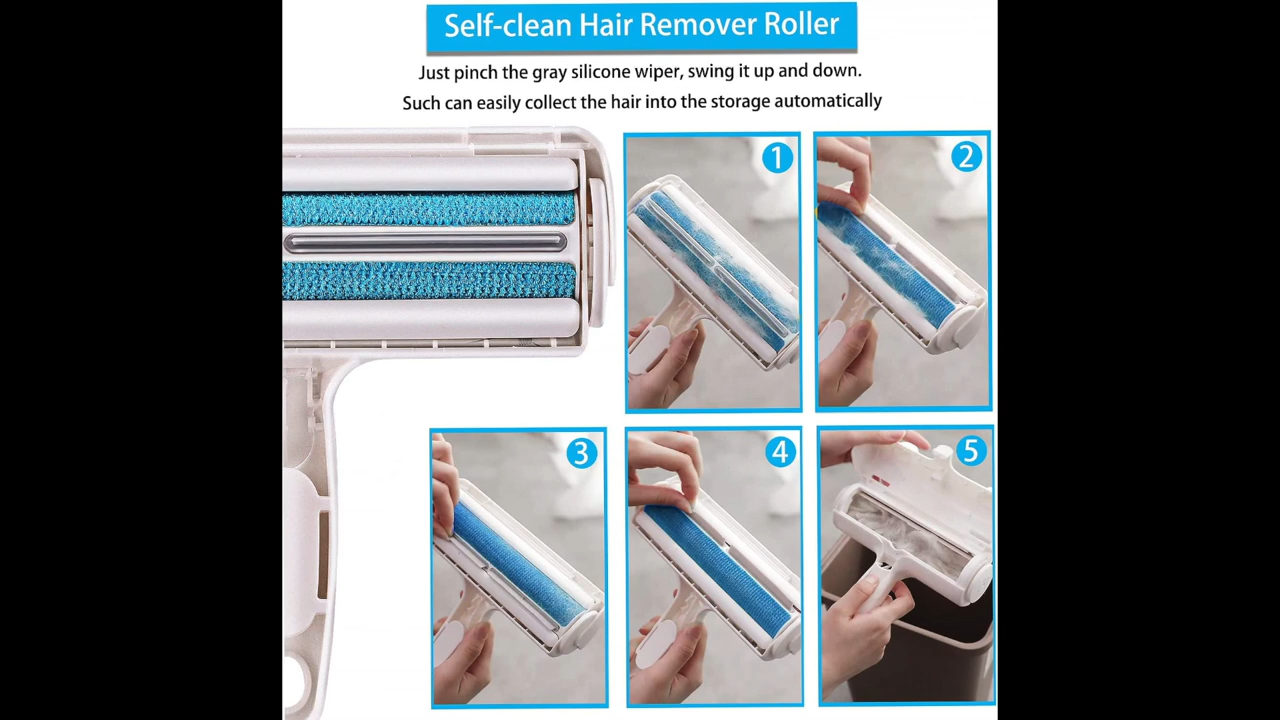 Self-clean Hair Remover Roller
Just pinch the gray silicone wiper, swing it up and down.
Such can easily collect the hair into the storage automatically
1
2
3
4
5